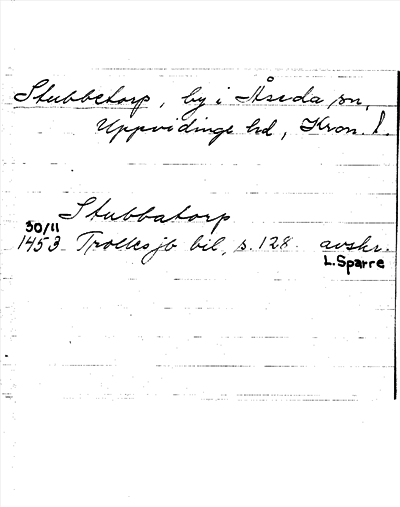 Stubbetorp, by i Åseda sn,
Uppvidinge hd, Kron. l.
Stubbatorp
30/11
1453 Trollesjö bil, s. 128. avskr.
L. Sparre